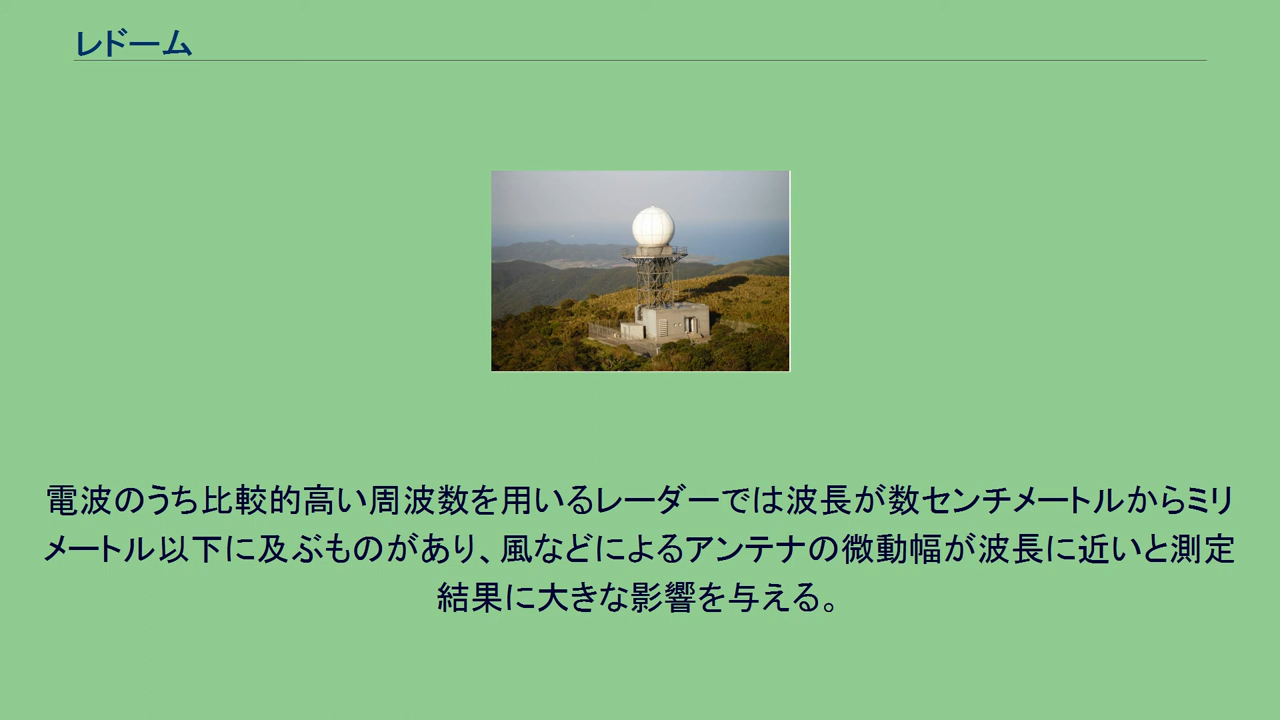 レドーム
電波のうち比較的高い周波数を用いるレーダーでは波長が数センチメートルからミリ
メートル以下に及ぶものがあり、風などによるアンテナの微動幅が波長に近いと測定
結果に大きな影響を与える。